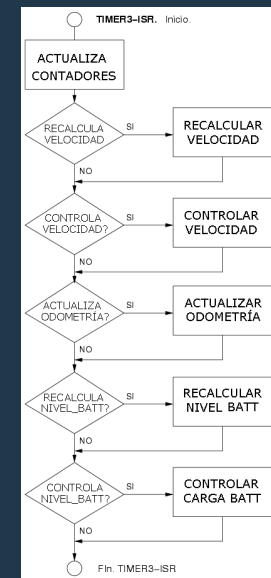 TIMER3-ISR. Inicio.
ACTUALIZA
CONTADORES
RECALCULA
VELOCIDAD
SI
RECALCULAR
VELOCIDAD
NO
CONTROLA
VELOCIDAD?
SI
CONTROLAR
VELOCIDAD
NO
ACTUALIZA
ODOMETRÍA?
SI
ACTUALIZAR
ODOMETRÍA
NO
RECALCULA
NIVEL_BATT?
SI
RECALCULAR
NIVEL BATT
NO
CONTROLA
NIVEL_BATT?
SI
CONTROLAR
CARGA BATT
NO
FIn. TIMER3-ISR